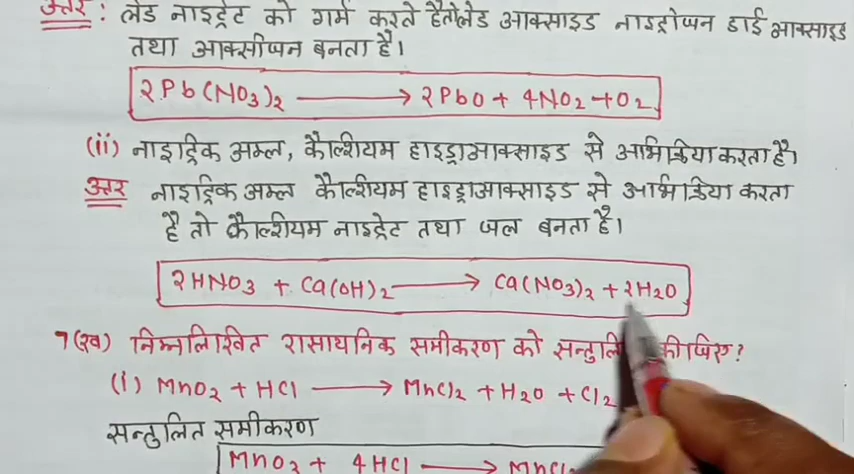 उत्तर : लेड नाइट्रेट को गर्म करते हैतो लेड आक्साइड नाइट्रोजन डाई आक्साइड
तथा आक्सीजन बनता है।
2Pb(NO3)2 → 2PbO + 4NO2 + O2
(ii) नाइट्रिक अम्ल, कैल्शियम हाइड्राआक्साइड से अभिक्रिया करता है।
उत्तर नाइट्रिक अम्ल कैल्शियम हाइड्राआक्साइड से अभिक्रिया करता
है तो कैल्शियम नाइट्रेट तथा जल बनता है।
2HNO3 + Ca(OH)2 → Ca(NO3)2 + 2H2O
१(ख) निम्नलिखित रासायनिक समीकरण को कीजिए?
(i) MnO2 + HCl → MnCl2 + H2O + Cl2
सन्तुलित समीकरण
4HCl →